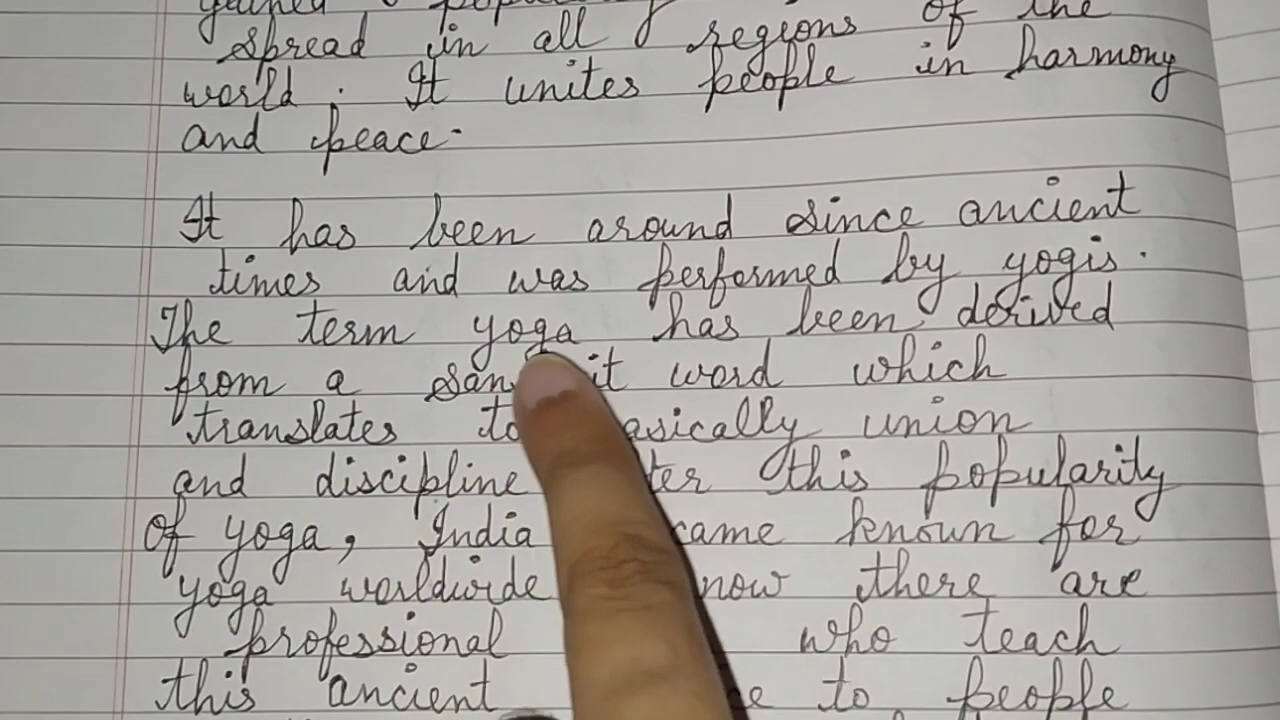 spread in all regions of the
world. It unites people in harmony
and peace.
It has been around since ancient
times and was performed by yogis.
The term yoga has been derived
from a word which
translates to union
and discipline this popularity
of yoga, India known for
yoga worldwide now there are
professional who teach
this ancient to people